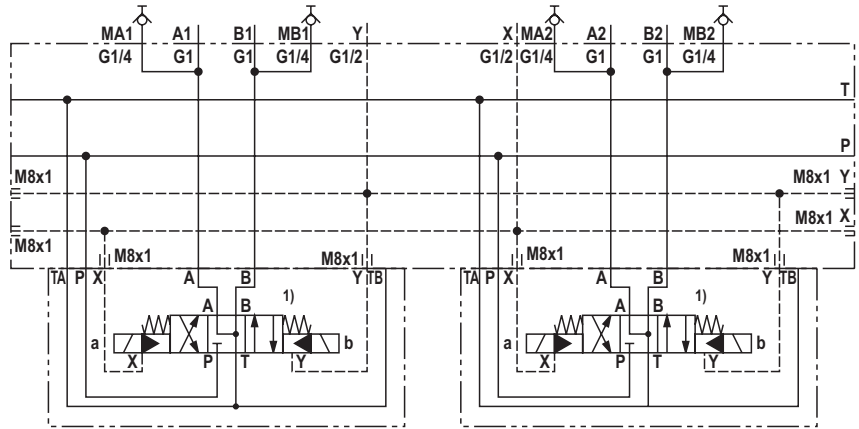 MA1 A1 B1 MB1 Y X MA2 A2 B2 MB2
G1/4 G1 G1 G1/4 G1/2 G1/2 G1/4 G1 G1 G1/4
T
P
M8x1 M8x1 Y
M8x1 M8x1 X
M8x1 M8x1 M8x1 M8x1
TA P X A B Y TB TA P X A B Y TB
A B 1) A B 1)
a b a b
X P T Y X P T Y